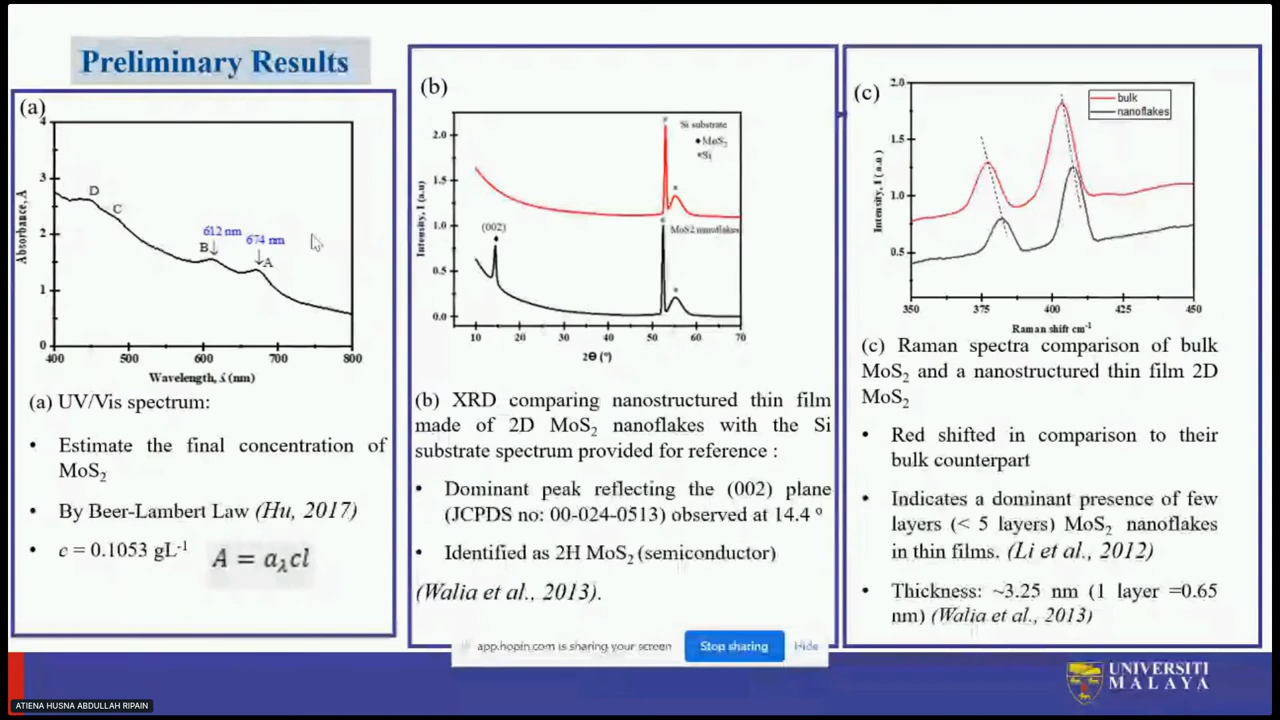 Preliminary Results
(a)
4
3
2
1
0
400
500
600
700
800
Absorbance, A
Wavelength, λ (nm)
D
C
B
612 nm
674 nm
A
(a) UV/Vis spectrum:
• Estimate the final concentration of
MoS2
• By Beer-Lambert Law (Hu, 2017)
• c = 0.1053 gL-1
A = aλcl
(b)
2.0
1.5
1.0
0.5
0.0
10
20
30
40
50
60
70
Intensity, I (a.u)
2Θ (°)
Si substrate
MoS2
*Si
(002)
MoS2 nanoflakes
(b) XRD comparing nanostructured thin film
made of 2D MoS2 nanoflakes with the Si
substrate spectrum provided for reference :
• Dominant peak reflecting the (002) plane
(JCPDS no: 00-024-0513) observed at 14.4 º
• Identified as 2H MoS2 (semiconductor)
(Walia et al., 2013).
(c)
2.0
1.5
1.0
0.5
350
375
400
425
450
Intensity, I (a.u)
Raman shift cm-1
bulk
nanoflakes
(c) Raman spectra comparison of bulk
MoS2 and a nanostructured thin film 2D
MoS2
• Red shifted in comparison to their
bulk counterpart
• Indicates a dominant presence of few
layers (< 5 layers) MoS2 nanoflakes
in thin films. (Li et al., 2012)
• Thickness: ~3.25 nm (1 layer =0.65
nm) (Walia et al., 2013)
app.hopin.com is sharing your screen
Stop sharing
Hide
UNIVERSITI
MALAYA
ATIENA HUSNA ABDULLAH RIPAIN